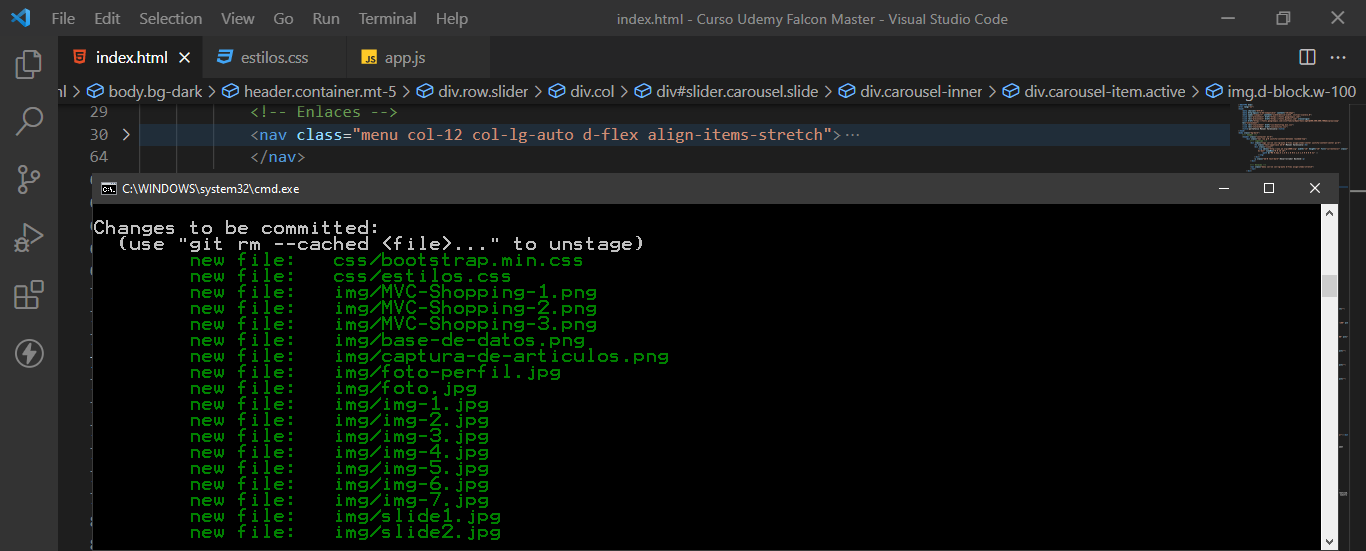 File Edit Selection View Go Run Terminal Help index.html - Curso Udemy Falcon Master - Visual Studio Code
index.html estilos.css JS app.js
nl > body.bg-dark > header.container.mt-5 > div.row.slider > div.col > div#slider.carousel.slide > div.carousel-inner > div.carousel-item.active > img.d-block.w-100
29 <!-- Enlaces -->
30 > <nav class="menu col-12 col-lg-auto d-flex align-items-stretch">···
64 </nav>
C:\WINDOWS\system32\cmd.exe
Changes to be committed:
(use "git rm --cached <file>..." to unstage)
new file: css/bootstrap.min.css
new file: css/estilos.css
new file: img/MVC-Shopping-1.png
new file: img/MVC-Shopping-2.png
new file: img/MVC-Shopping-3.png
new file: img/base-de-datos.png
new file: img/captura-de-articulos.png
new file: img/foto-perfil.jpg
new file: img/foto.jpg
new file: img/img-1.jpg
new file: img/img-2.jpg
new file: img/img-3.jpg
new file: img/img-4.jpg
new file: img/img-5.jpg
new file: img/img-6.jpg
new file: img/img-7.jpg
new file: img/slide1.jpg
new file: img/slide2.jpg